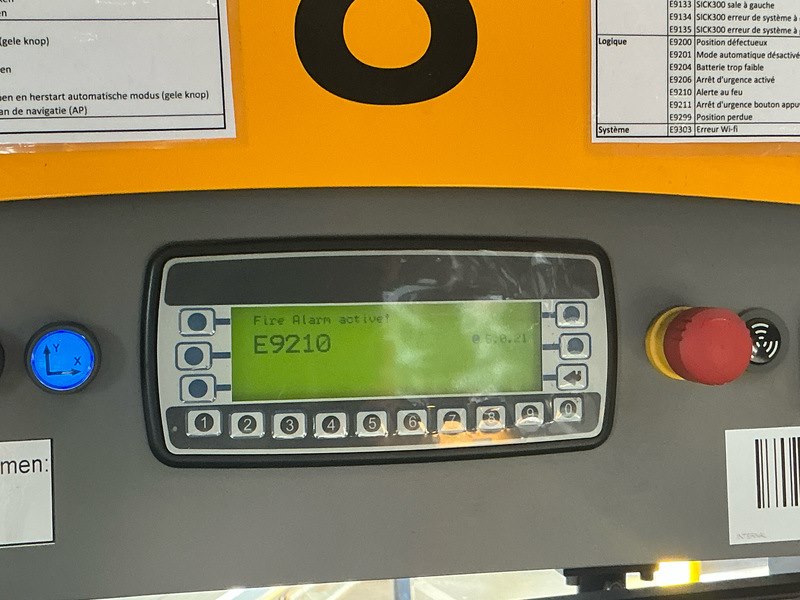 (gele knop)
en
en en herstart automatische modus (gele knop)
an de navigatie (AP)
8
E9133 SICK300 sale à gauche
E9134 SICK300 erreur de système à
E9135 SICK300 erreur de système à
Logique E9200 Position défectueux
E9201 Mode automatique désactivé
E9204 Batterie trop faible
E9206 Arrêt d'urgence activé
E9210 Alerte au feu
E9211 Arrêt d'urgence bouton appu
E9299 Position perdue
Système E9303 Erreur Wi-fi
Fire Alarm active!
E9210
Y
X
1 2 3 4 5 6 7 8 9 0
men:
INTERNAL